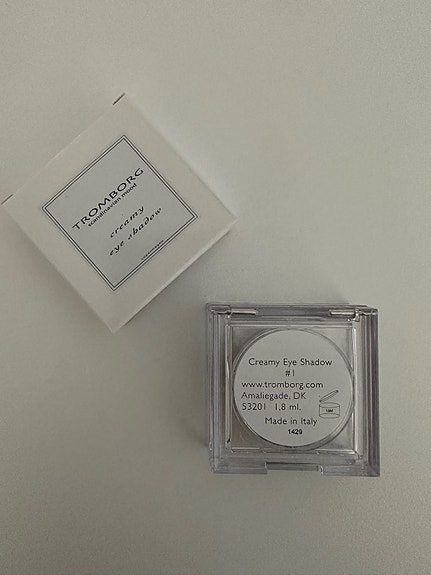 TROMBORG
scandinavian mood
creamy
eye shadow
Creamy Eye Shadow
#1
www.tromborg.com
Amaliegade, DK
53201 1,8 ml.
Made in Italy
1429